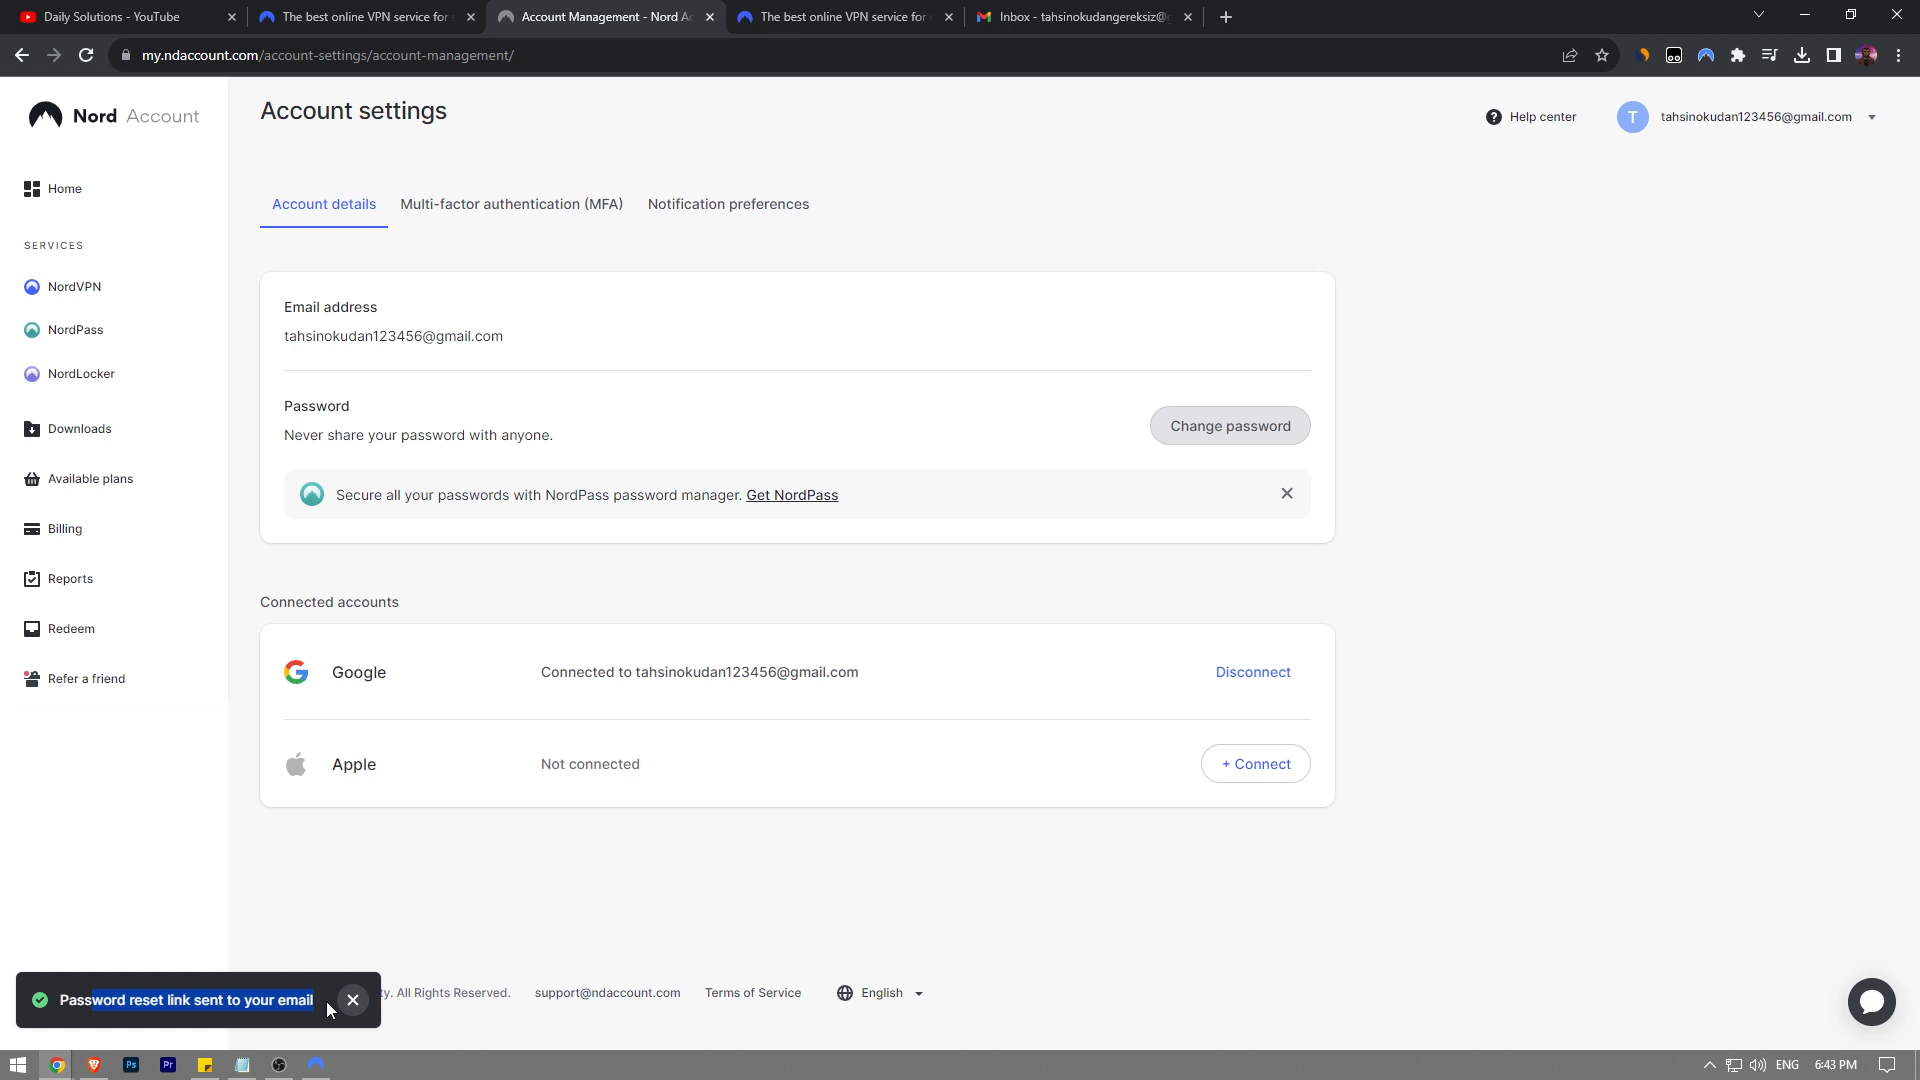 Daily Solutions - YouTube
The best online VPN service for
Account Management - Nord Ac
The best online VPN service for
Inbox - tahsinokudangereksiz@g
my.ndaccount.com/account-settings/account-management/
Nord Account
Account settings
Help center
T
tahsinokudan123456@gmail.com
Home
Account details
Multi-factor authentication (MFA)
Notification preferences
SERVICES
NordVPN
NordPass
NordLocker
Downloads
Available plans
Billing
Reports
Redeem
Refer a friend
Email address
tahsinokudan123456@gmail.com
Password
Never share your password with anyone.
Change password
Secure all your passwords with NordPass password manager. Get NordPass
Connected accounts
Google
Connected to tahsinokudan123456@gmail.com
Disconnect
Apple
Not connected
+ Connect
Password reset link sent to your email
ty. All Rights Reserved.
support@ndaccount.com
Terms of Service
English
Ps
Pr
ENG
6:43 PM